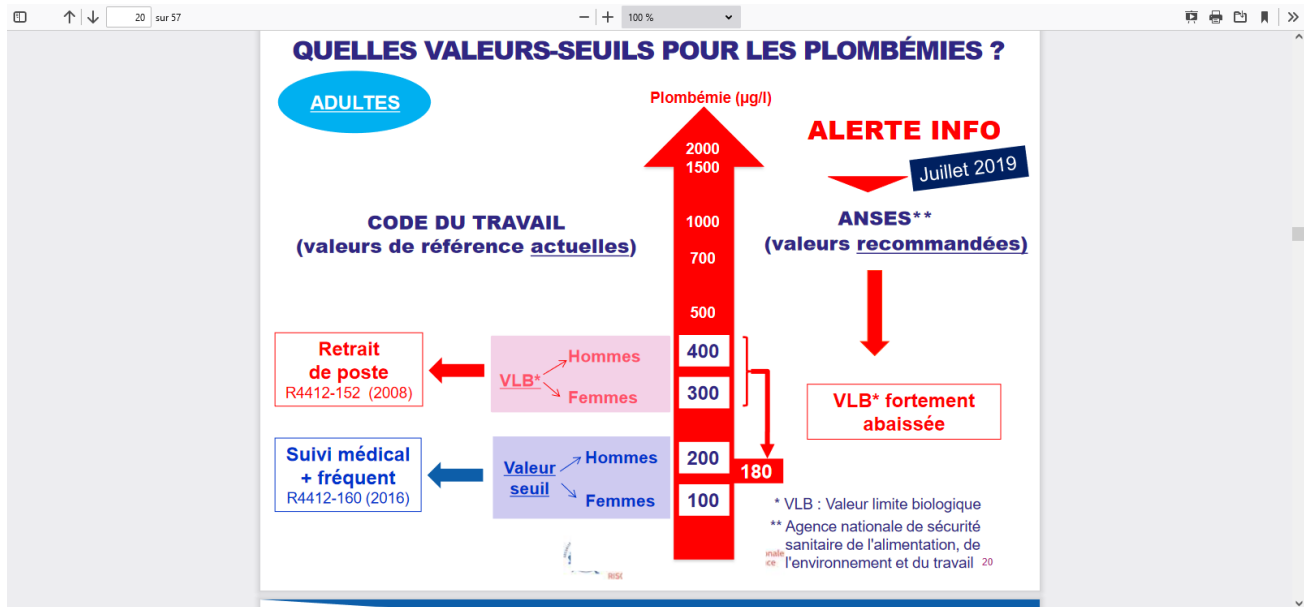 20 sur 57
100 %
QUELLES VALEURS-SEUILS POUR LES PLOMBÉMIES ?
ADULTES
Plombémie (µg/l)
2000
1500
1000
700
500
400
300
200
100
180
CODE DU TRAVAIL
(valeurs de référence actuelles)
Retrait
de poste
R4412-152 (2008)
VLB*
Hommes
Femmes
Suivi médical
+ fréquent
R4412-160 (2016)
Valeur
seuil
Hommes
Femmes
ALERTE INFO
Juillet 2019
ANSES**
(valeurs recommandées)
VLB* fortement
abaissée
* VLB : Valeur limite biologique
** Agence nationale de sécurité
sanitaire de l'alimentation, de
l'environnement et du travail
20